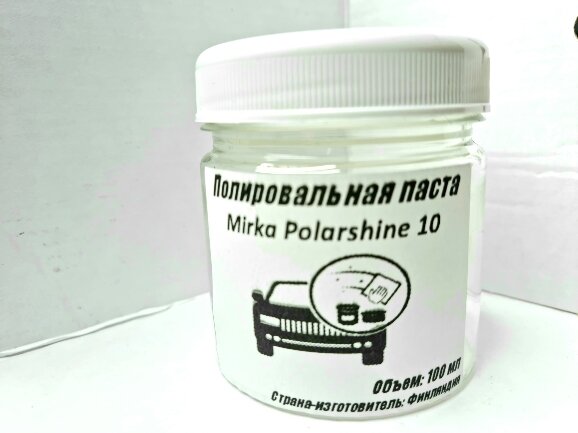 Полировальная паста
Mirka Polarshine 10
Объем: 100 мл
Страна-изготовитель: Финляндия